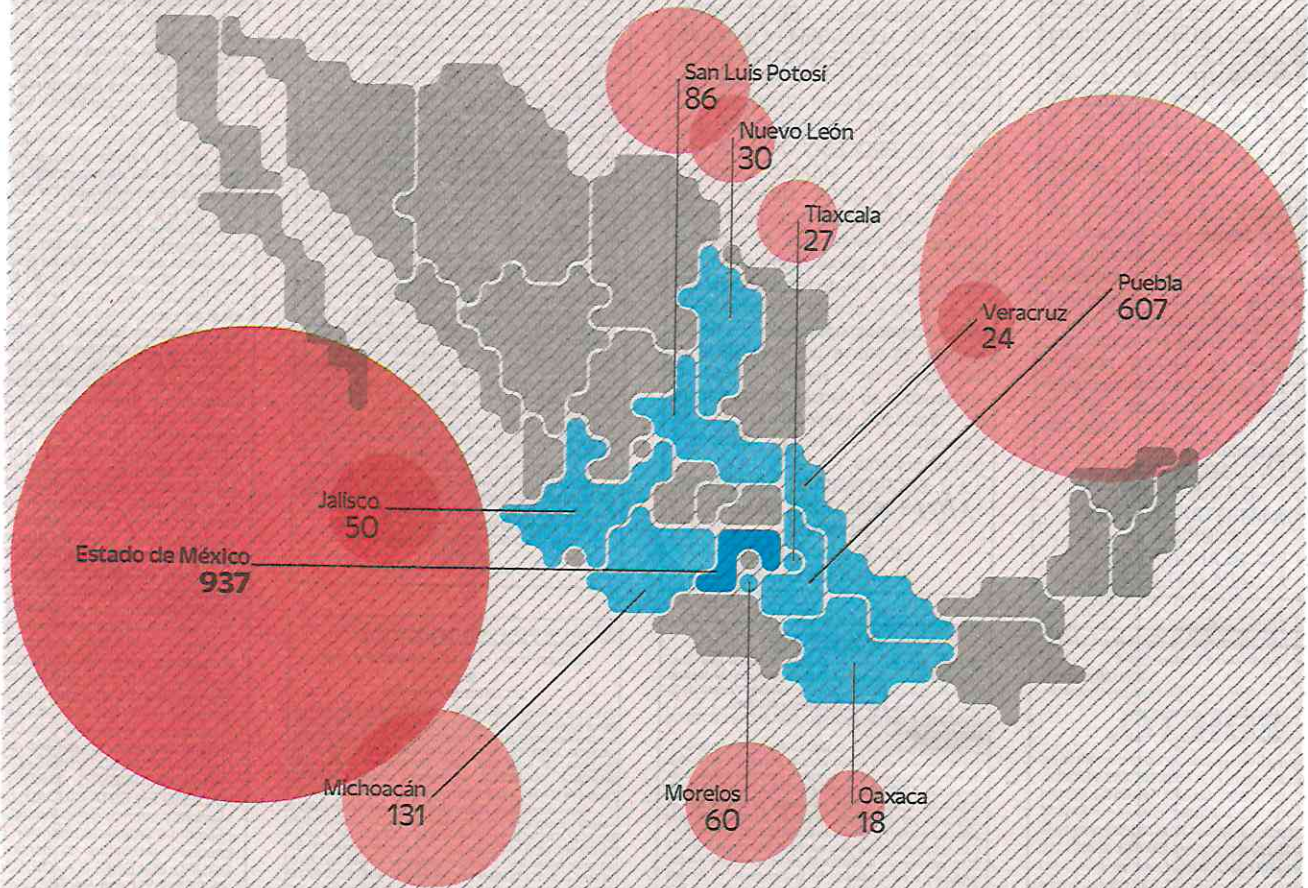 San Luis Potosí
86
Nuevo León
30
Tlaxcala
27
Puebla
607
Veracruz
24
Jalisco
50
Estado de México
937
Michoacán
131
Morelos
60
Oaxaca
18